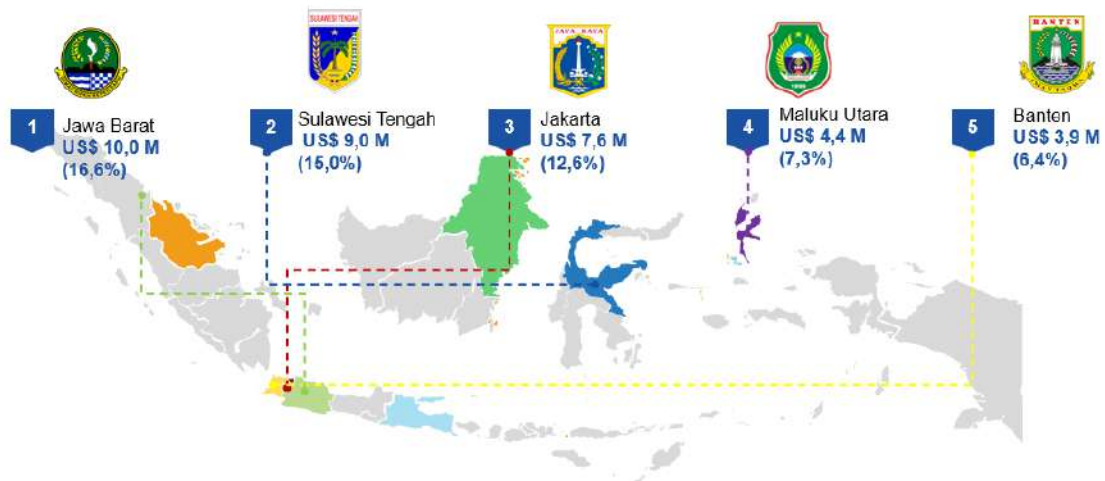 SULAWESI TENGAH
JAYA RAYA
BANTEN
1
Jawa Barat
US$ 10,0 M
(16,6%)
2
Sulawesi Tengah
US$ 9,0 M
(15,0%)
3
Jakarta
US$ 7,6 M
(12,6%)
4
Maluku Utara
US$ 4,4 M
(7,3%)
5
Banten
US$ 3,9 M
(6,4%)